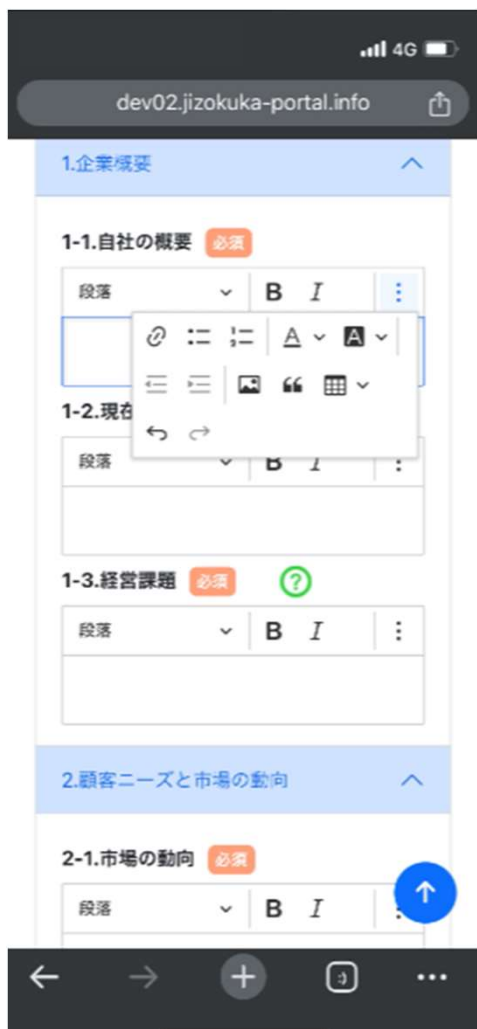 4G
dev02.jizokuka-portal.info
1.企業概要
1-1.自社の概要 必須
段落 B I
A A
1-2.現在
段落 B I
1-3.経営課題 必須 ?
段落 B I
2.顧客ニーズと市場の動向
2-1.市場の動向 必須
段落 B I
:)